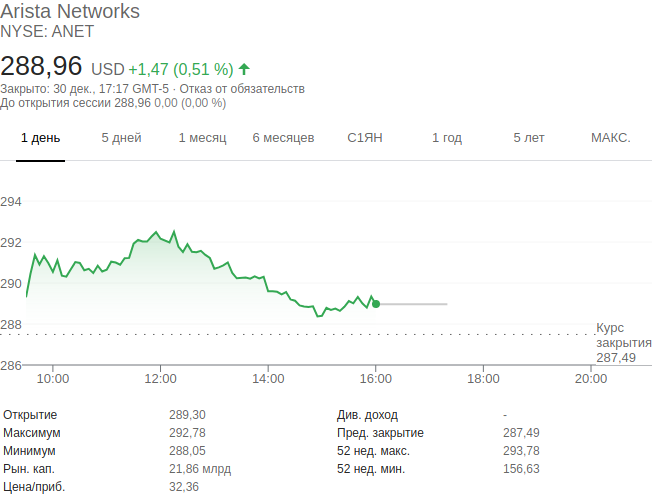 Arista Networks
NYSE: ANET
288,96 USD +1,47 (0,51 %)
Закрыто: 30 дек., 17:17 GMT-5 · Отказ от обязательств
До открытия сессии 288,96 0,00 (0,00 %)
1 день 5 дней 1 месяц 6 месяцев С1ЯН 1 год 5 лет МАКС.
294
292
290
288
Курс
закрытия
287,49
286
10:00 12:00 14:00 16:00 18:00 20:00
Открытие 289,30 Див. доход -
Максимум 292,78 Пред. закрытие 287,49
Минимум 288,05 52 нед. макс. 293,78
Рын. кап. 21,86 млрд 52 нед. мин. 156,63
Цена/приб. 32,36